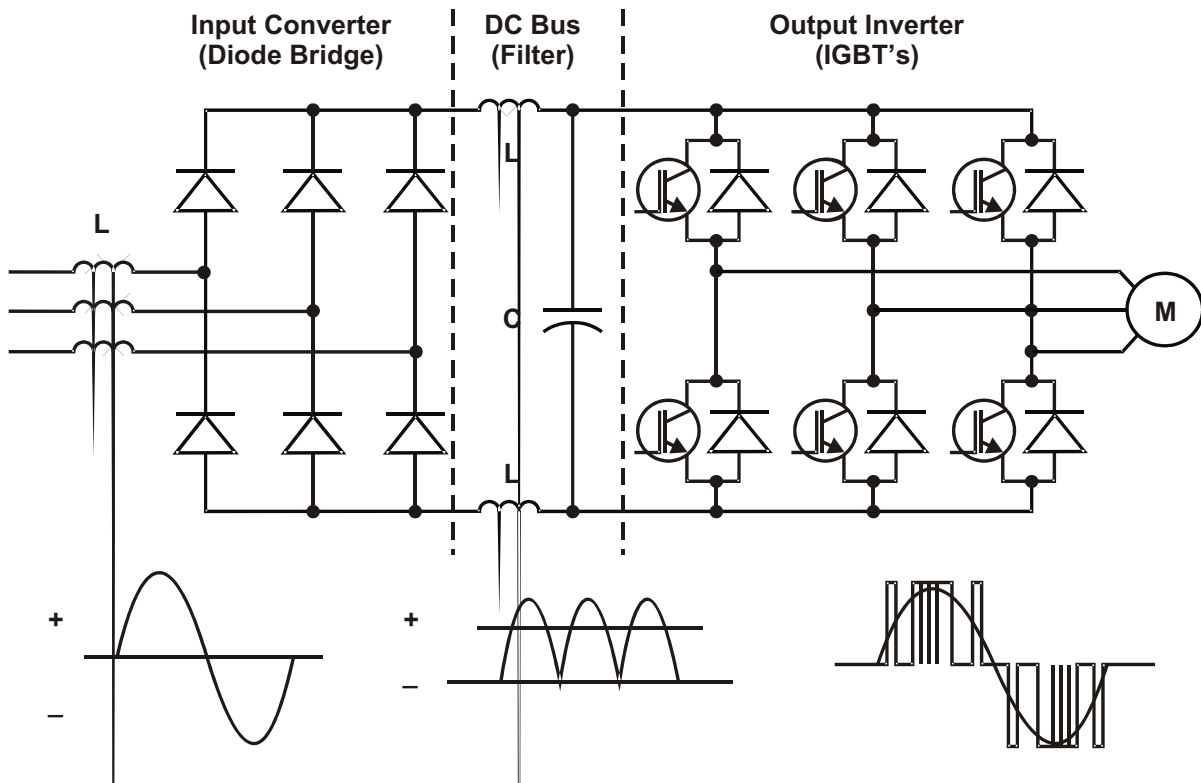 Input Converter
(Diode Bridge)
DC Bus
(Filter)
Output Inverter
(IGBT's)
L
L
C
L
M
+
–
+
–